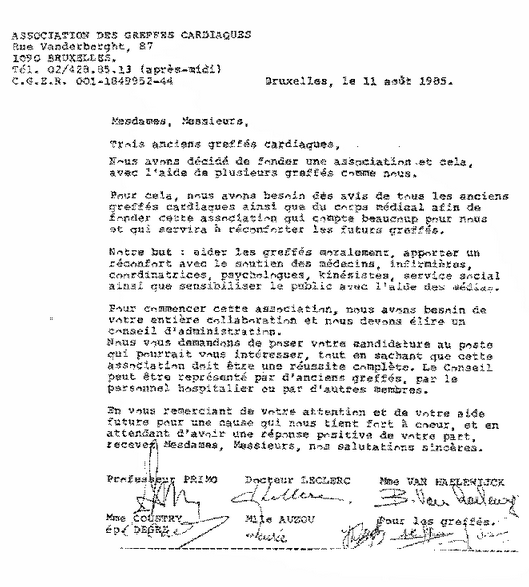 ASSOCIATION DES GREFFES CARDIAQUES
Rue Vanderborght, 87
1090 BRUXELLES.
Tél. 02/428.85.13 (après-midi)
C.G.E.R. 001-1849952-44
Bruxelles, le 11 août 1985.
Mesdames, Messieurs,
Trois anciens greffés cardiaques,
Nous avons décidé de fonder une association et cela,
avec l'aide de plusieurs greffés comme nous.
Pour cela, nous avons besoin des avis de tous les anciens
greffés cardiaques ainsi que du corps médical afin de
fonder cette association qui compte beaucoup pour nous
et qui servira à réconforter les futurs greffés.
Notre but : aider les greffés moralement, apporter un
réconfort avec le soutien des médecins, infirmières,
coordinatrices, psychologues, kinésistes, service social
ainsi que sensibiliser le public avec l'aide des médias.
Pour commencer cette association, nous avons besoin de
votre entière collaboration et nous devons élire un
conseil d'administration.
Nous vous demandons de poser votre candidature au poste
qui pourrait vous intéresser, tout en sachant que cette
association doit être une réussite complète. Le Conseil
peut être représenté par d'anciens greffés, par le
personnel hospitalier ou par d'autres membres.
En vous remerciant de votre attention et de votre aide
future pour une cause qui nous tient fort à coeur, et en
attendant d'avoir une réponse positive de votre part,
recevez Mesdames, Messieurs, nos salutations sincères.
Professeur PRIMO Docteur LECLERC Mme VAN HAELEWIJCK
Mme COUSTRY Mlle AUZOU Pour les greffés.
ép. DEGRE